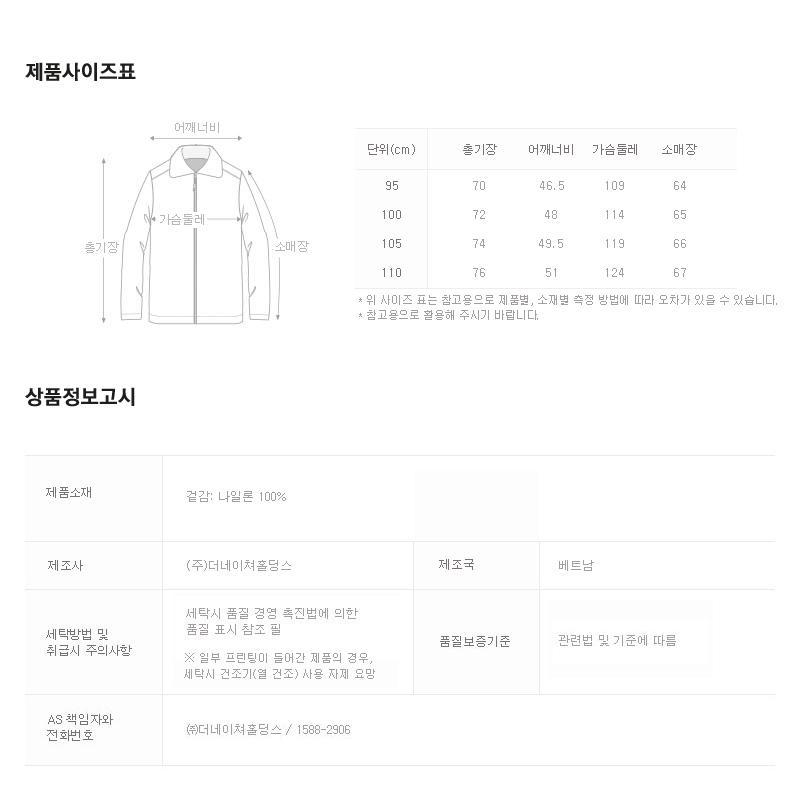 제품사이즈표
어깨너비
가슴둘레
총기장
소매장
단위(cm) 총기장 어깨너비 가슴둘레 소매장
95 70 46.5 109 64
100 72 48 114 65
105 74 49.5 119 66
110 76 51 124 67
* 위 사이즈 표는 참고용으로 제품별, 소재별 측정 방법에 따라 오차가 있을 수 있습니다.
* 참고용으로 활용해 주시기 바랍니다.
상품정보고시
제품소재
겉감: 나일론 100%
제조사
(주)더네이쳐홀딩스
제조국
베트남
세탁방법 및
취급시 주의사항
세탁시 품질 경영 촉진법에 의한
품질 표시 참조 필
※ 일부 프린팅이 들어간 제품의 경우,
세탁시 건조기(열 건조) 사용 자제 요망
품질보증기준
관련법 및 기준에 따름
AS 책임자와
전화번호
㈜더네이쳐홀딩스 / 1588-2906